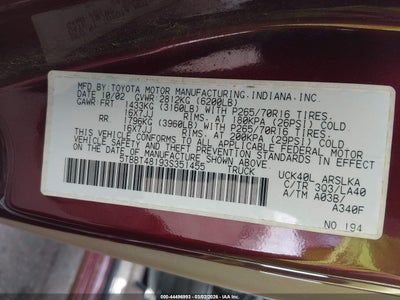 MFD. BY TOYOTA MOTOR MANUFACTURING, INDIANA, INC.
DATE 10/02 GVWR 2812KG (6200LB)
GAWR FRT 1433KG (3160LB) WITH P265/70R16 TIRES,
16X7JJ RIMS, AT 180KPA (26PSI) COLD
RR 1796KG (3960LB) WITH P265/70R16 TIRES,
16X7JJ RIMS, AT 200KPA (29PSI) COLD
THIS VEHICLE CONFORMS TO ALL APPLICABLE FEDERAL
MOTOR VEHICLE SAFETY STANDARDS IN EFFECT ON THE
DATE OF MANUFACTURE SHOWN ABOVE.
5TBBT48193S351455 TRUCK
UCK40L ARSLKA
C/TR 3Q3/LA40
A/TM A03B/
A340F
NO. 194
000-44496993 - 03/03/2026 - © IAA, Inc.